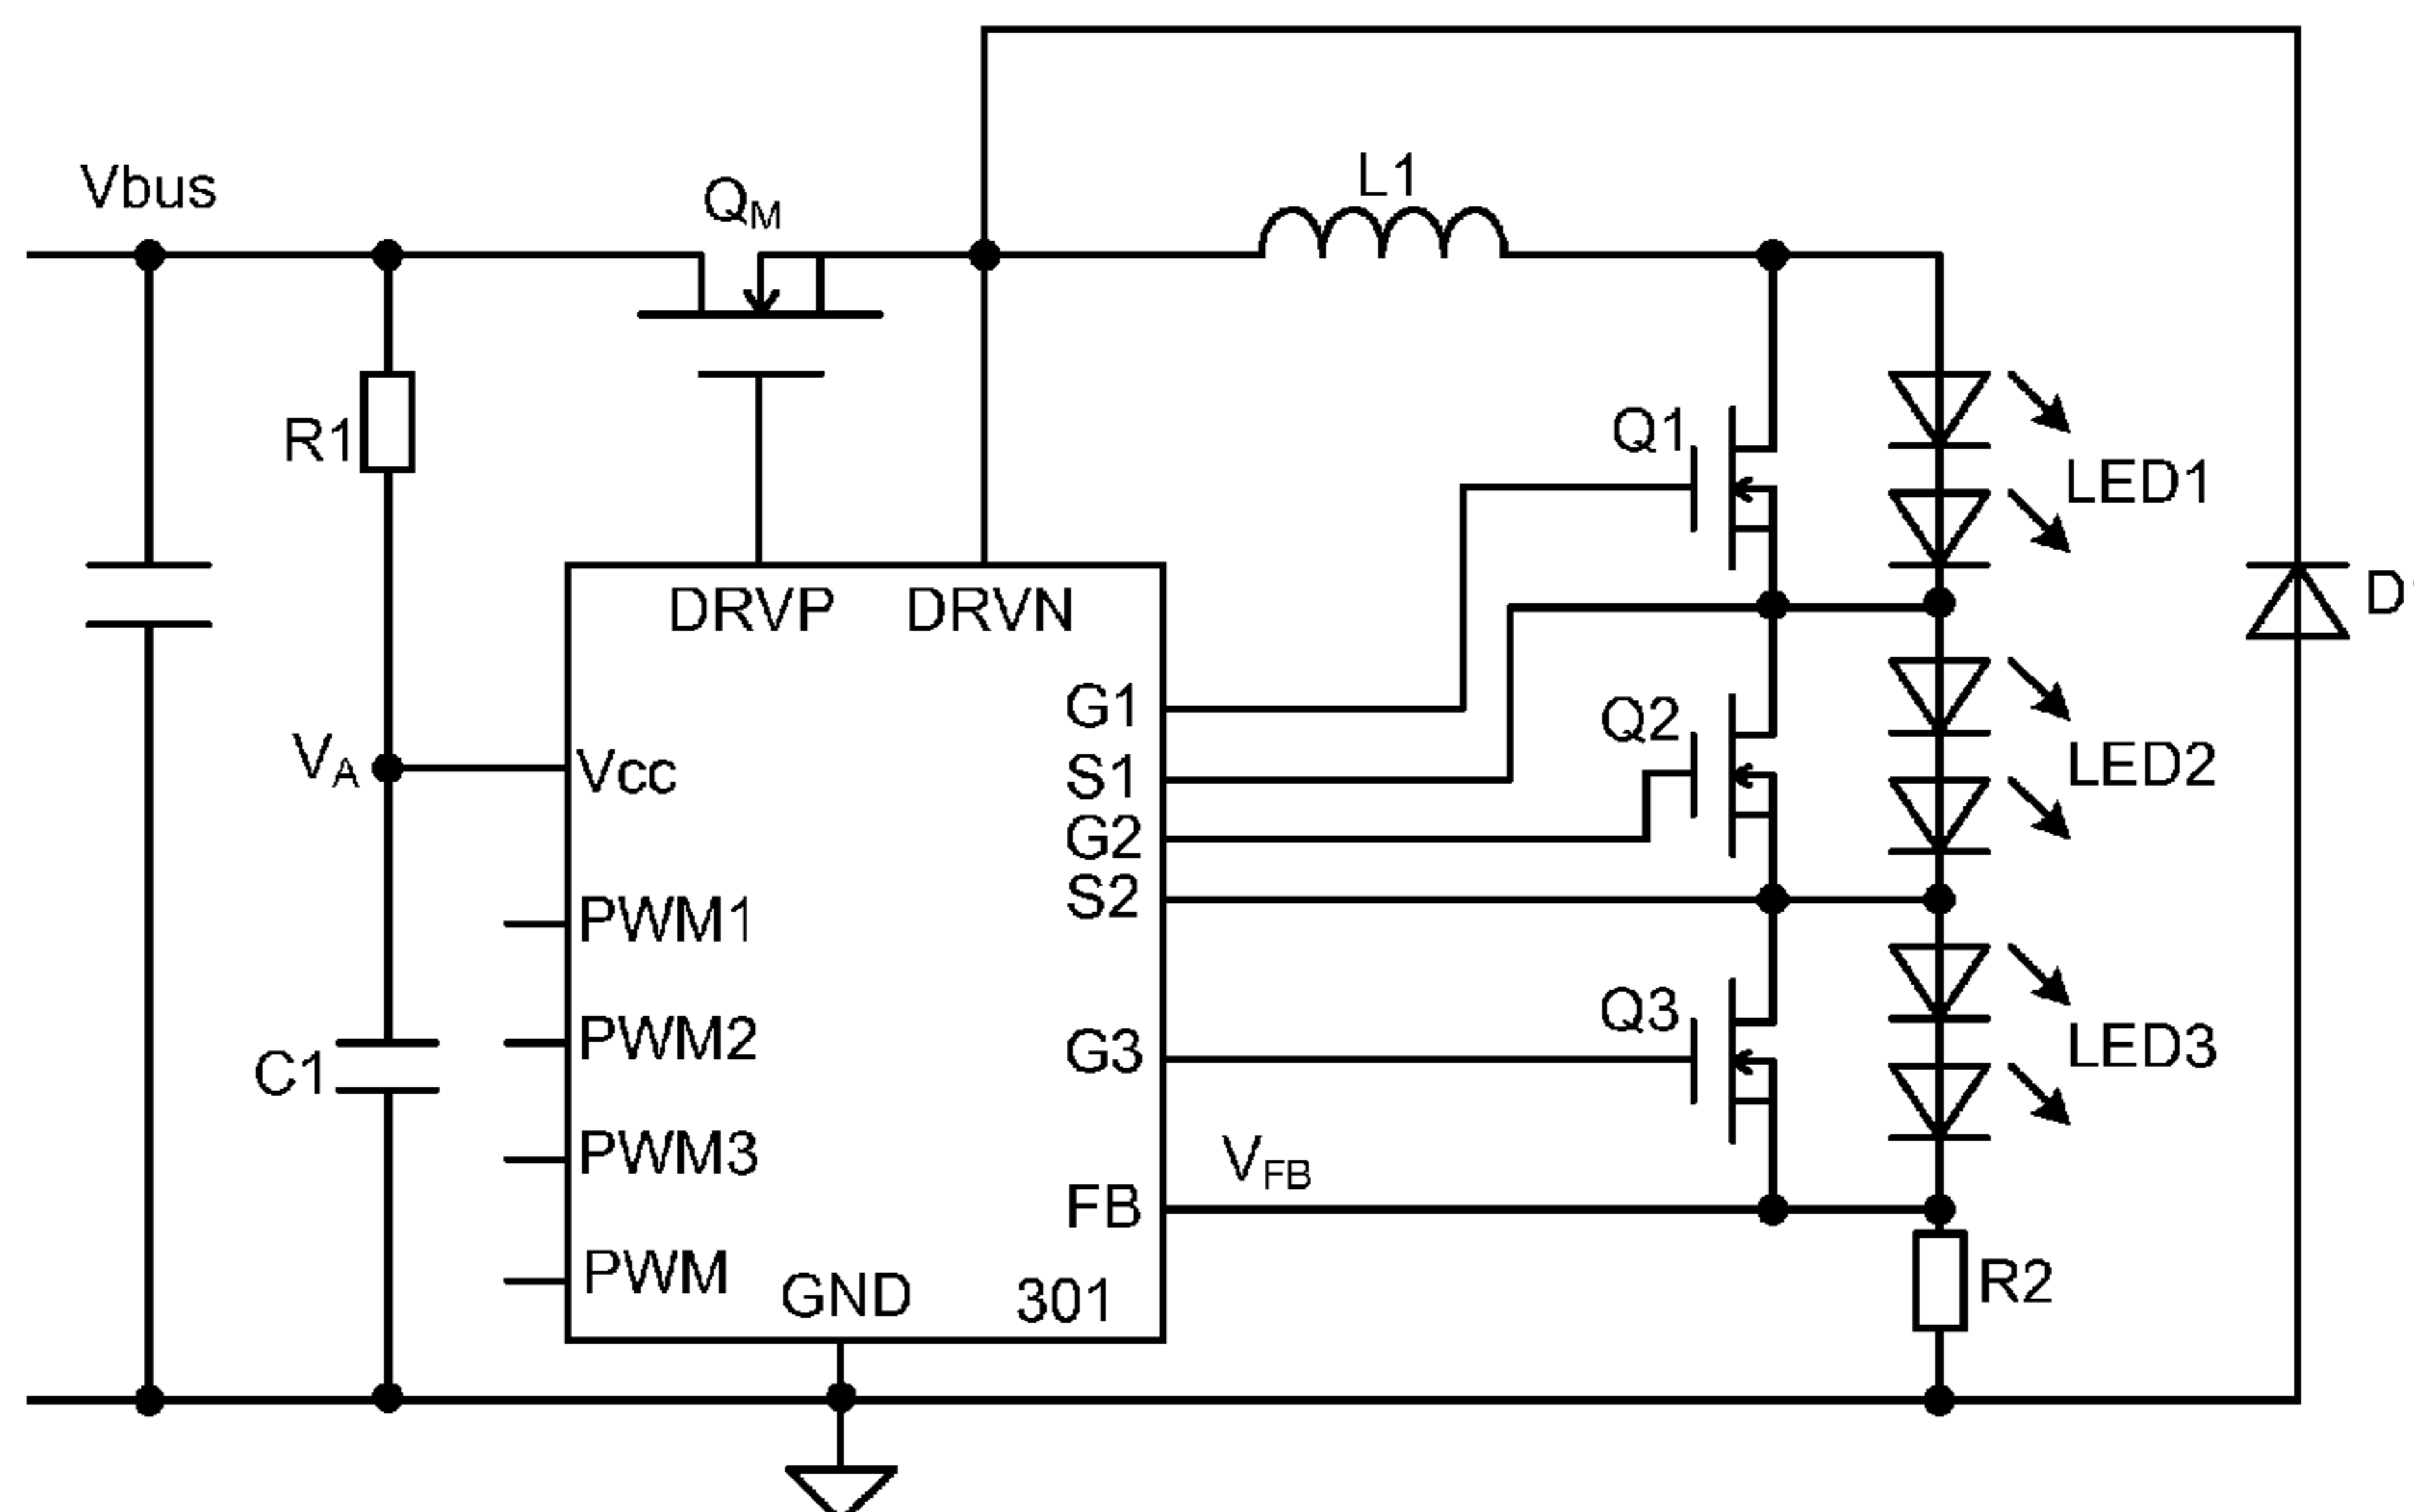 Vbus
QM
L1
R1
Q1
LED1
D
DRVP DRVN
G1
VA
Vcc
S1
Q2
LED2
G2
S2
PWM1
Q3
PWM2
G3
LED3
C1
PWM3
VFB
FB
PWM
GND
301
R2